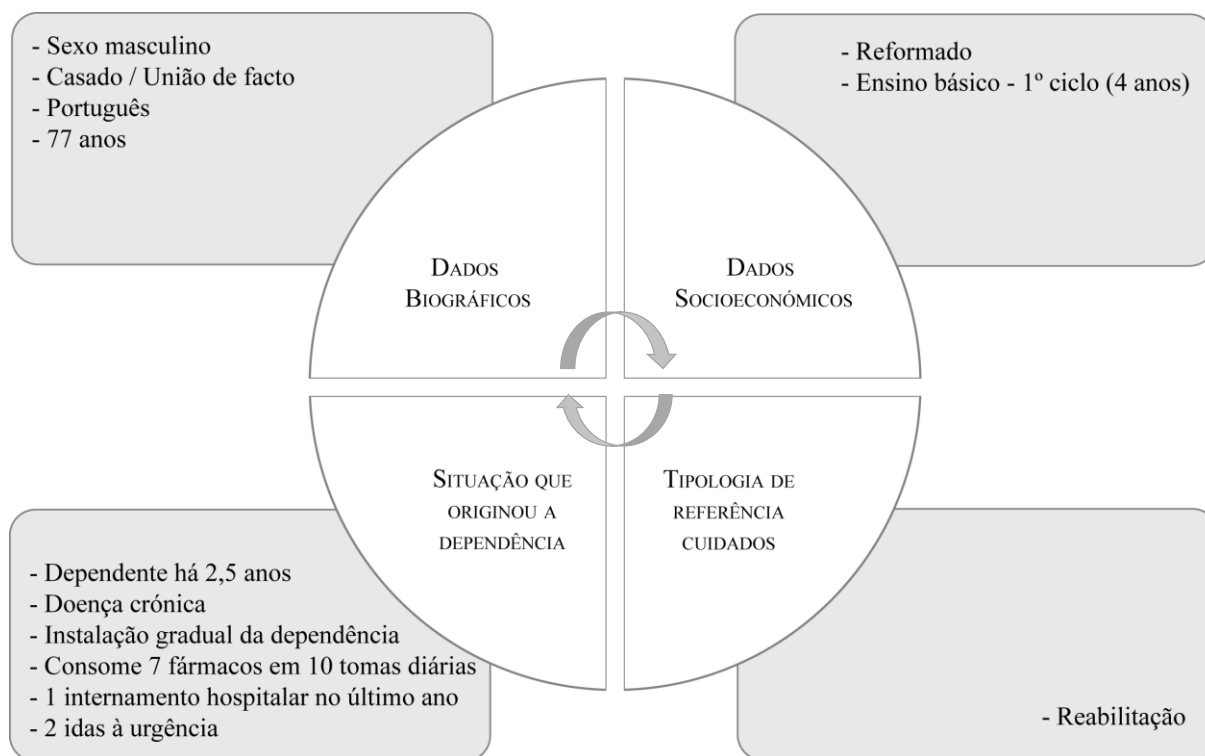 - Sexo masculino
- Casado / União de facto
- Português
- 77 anos
- Reformado
- Ensino básico - 1º ciclo (4 anos)
DADOS
BIOGRÁFICOS
DADOS
SOCIOECONÓMICOS
SITUAÇÃO QUE
ORIGINOU A
DEPENDÊNCIA
TIPOLOGIA DE
REFERÊNCIA
CUIDADOS
- Dependente há 2,5 anos
- Doença crónica
- Instalação gradual da dependência
- Consome 7 fármacos em 10 tomas diárias
- 1 internamento hospitalar no último ano
- 2 idas à urgência
- Reabilitação